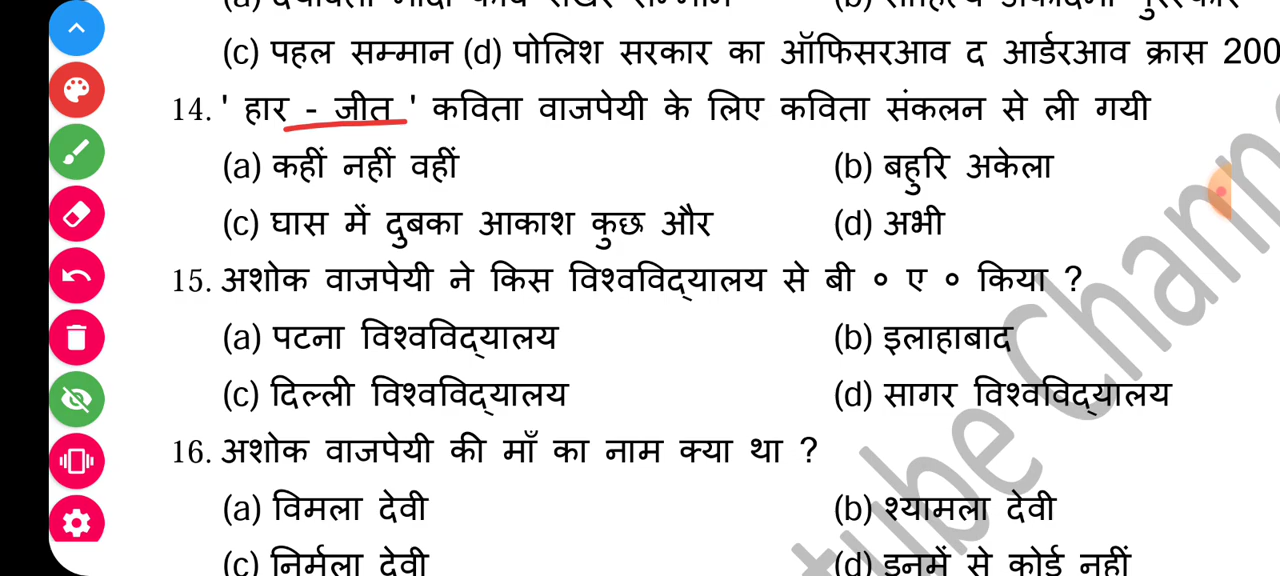 (c) पहल सम्मान (d) पोलिश सरकार का ऑफिसरआव द आर्डरआव क्रास 200
14. ' हार - जीत ' कविता वाजपेयी के लिए कविता संकलन से ली गयी
(a) कहीं नहीं वहीं (b) बहुरि अकेला
(c) घास में दुबका आकाश कुछ और (d) अभी
15. अशोक वाजपेयी ने किस विश्वविद्यालय से बी ० ए ० किया ?
(a) पटना विश्वविद्यालय (b) इलाहाबाद
(c) दिल्ली विश्वविद्यालय (d) सागर विश्वविद्यालय
16. अशोक वाजपेयी की माँ का नाम क्या था ?
(a) विमला देवी (b) श्यामला देवी
(c) निर्मला देवी (d) इनमें से कोई नहीं